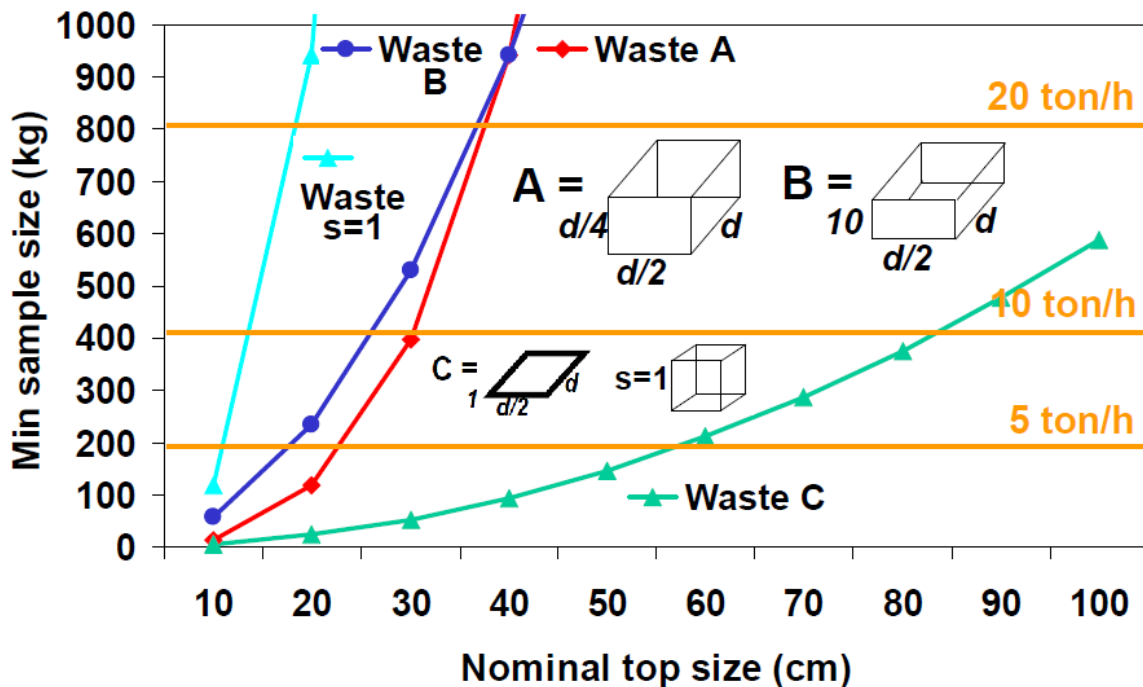 1000
900
800
700
600
500
400
300
200
100
0
Min sample size (kg)
Waste
B
Waste A
20 ton/h
Waste
s=1
A =
d/4
d/2
d
B =
10
d/2
d
10 ton/h
C =
1
d/2
d
s=1
5 ton/h
Waste C
10 20 30 40 50 60 70 80 90 100
Nominal top size (cm)